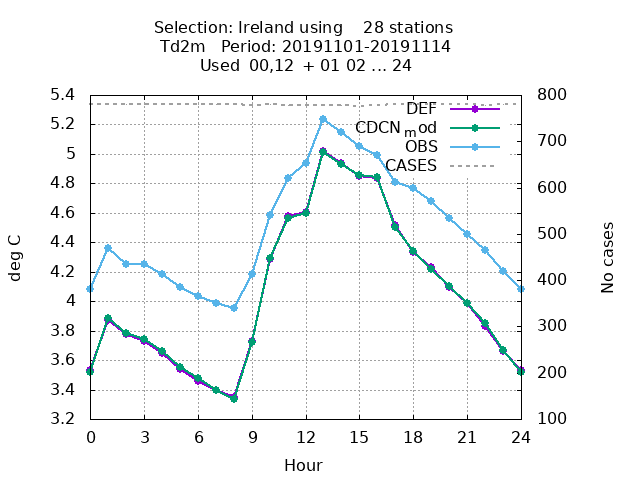 Selection: Ireland using    28 stations
Td2m   Period: 20191101-20191114
Used  00,12  + 01 02 ... 24
5.4
5.2
5
4.8
4.6
4.4
4.2
4
3.8
3.6
3.4
3.2
deg C
DEF
CDCN mod
OBS
CASES
800
700
600
500
400
300
200
100
No cases
0 3 6 9 12 15 18 21 24
Hour